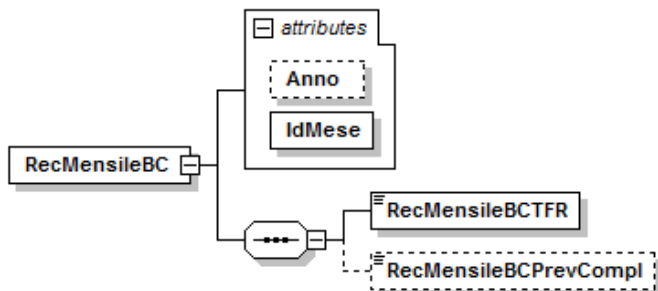 attributes
Anno
IdMese
RecMensileBC
RecMensileBCTFR
RecMensileBCPrevCompl